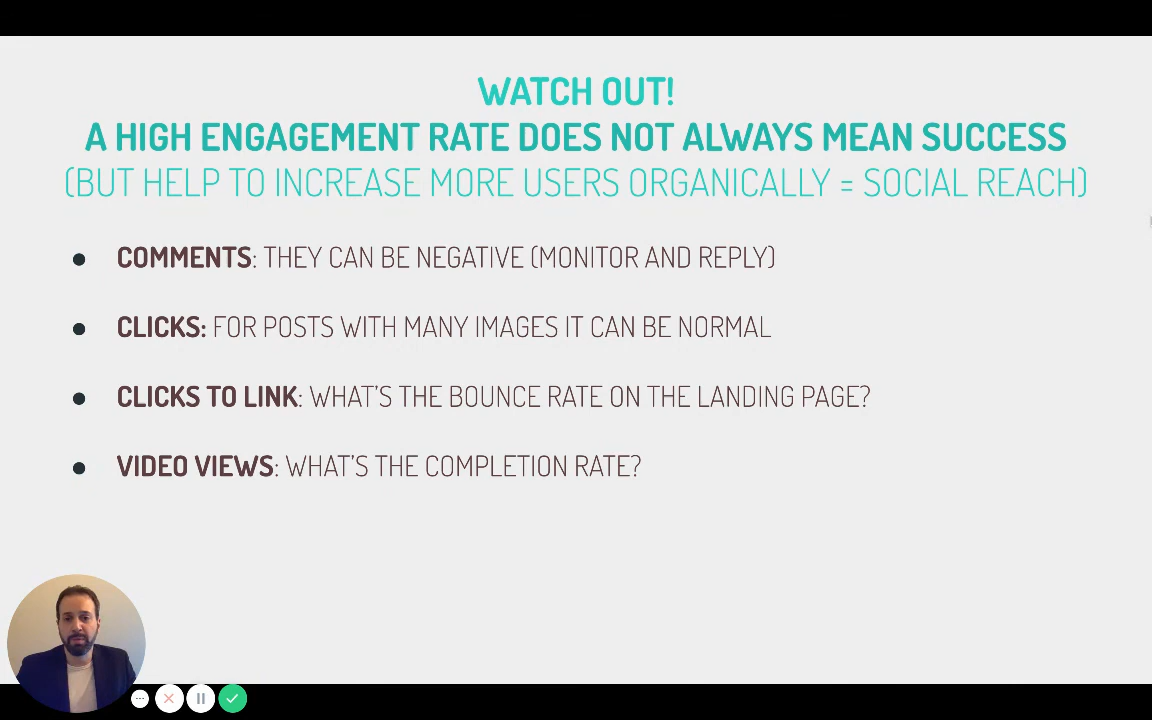 WATCH OUT!
A HIGH ENGAGEMENT RATE DOES NOT ALWAYS MEAN SUCCESS
(BUT HELP TO INCREASE MORE USERS ORGANICALLY = SOCIAL REACH)
● COMMENTS: THEY CAN BE NEGATIVE (MONITOR AND REPLY)
● CLICKS: FOR POSTS WITH MANY IMAGES IT CAN BE NORMAL
● CLICKS TO LINK: WHAT'S THE BOUNCE RATE ON THE LANDING PAGE?
● VIDEO VIEWS: WHAT'S THE COMPLETION RATE?